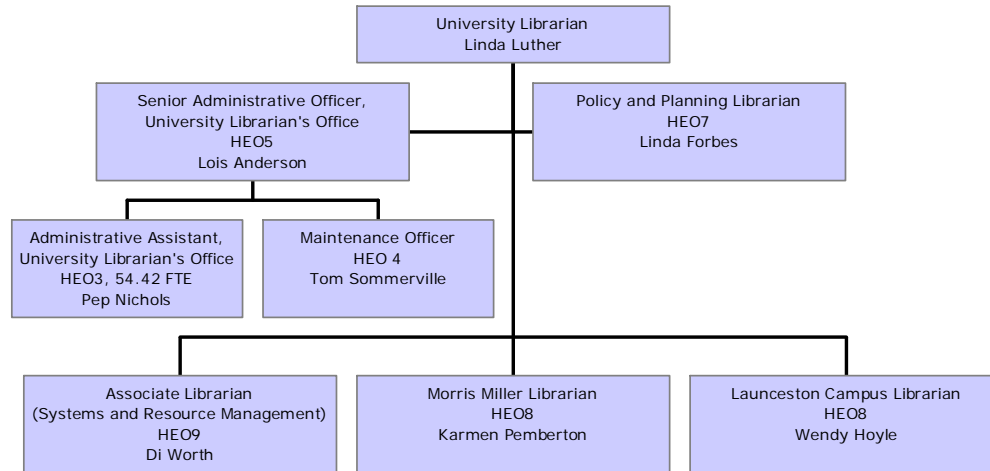 University Librarian
Linda Luther
Senior Administrative Officer,
University Librarian's Office
HEO5
Lois Anderson
Policy and Planning Librarian
HEO7
Linda Forbes
Administrative Assistant,
University Librarian's Office
HEO3, 54.42 FTE
Pep Nichols
Maintenance Officer
HEO 4
Tom Sommerville
Associate Librarian
(Systems and Resource Management)
HEO9
Di Worth
Morris Miller Librarian
HEO8
Karmen Pemberton
Launceston Campus Librarian
HEO8
Wendy Hoyle